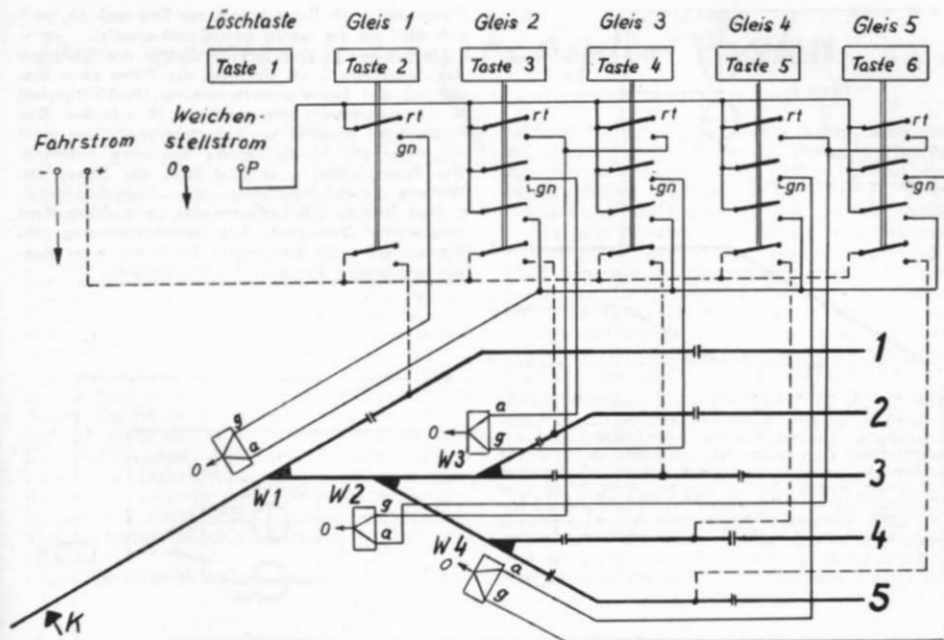 Löschtaste Gleis 1 Gleis 2 Gleis 3 Gleis 4 Gleis 5
Taste 1 Taste 2 Taste 3 Taste 4 Taste 5 Taste 6
Weichen-
stellstrom
Fahrstrom
+ -
0 P
rt rt rt rt rt
gn gn gn gn gn
1
2
3
4
5
g
a
0
W1
a
g
0
W3
W2
g
a
0
W4
a
g
0
K